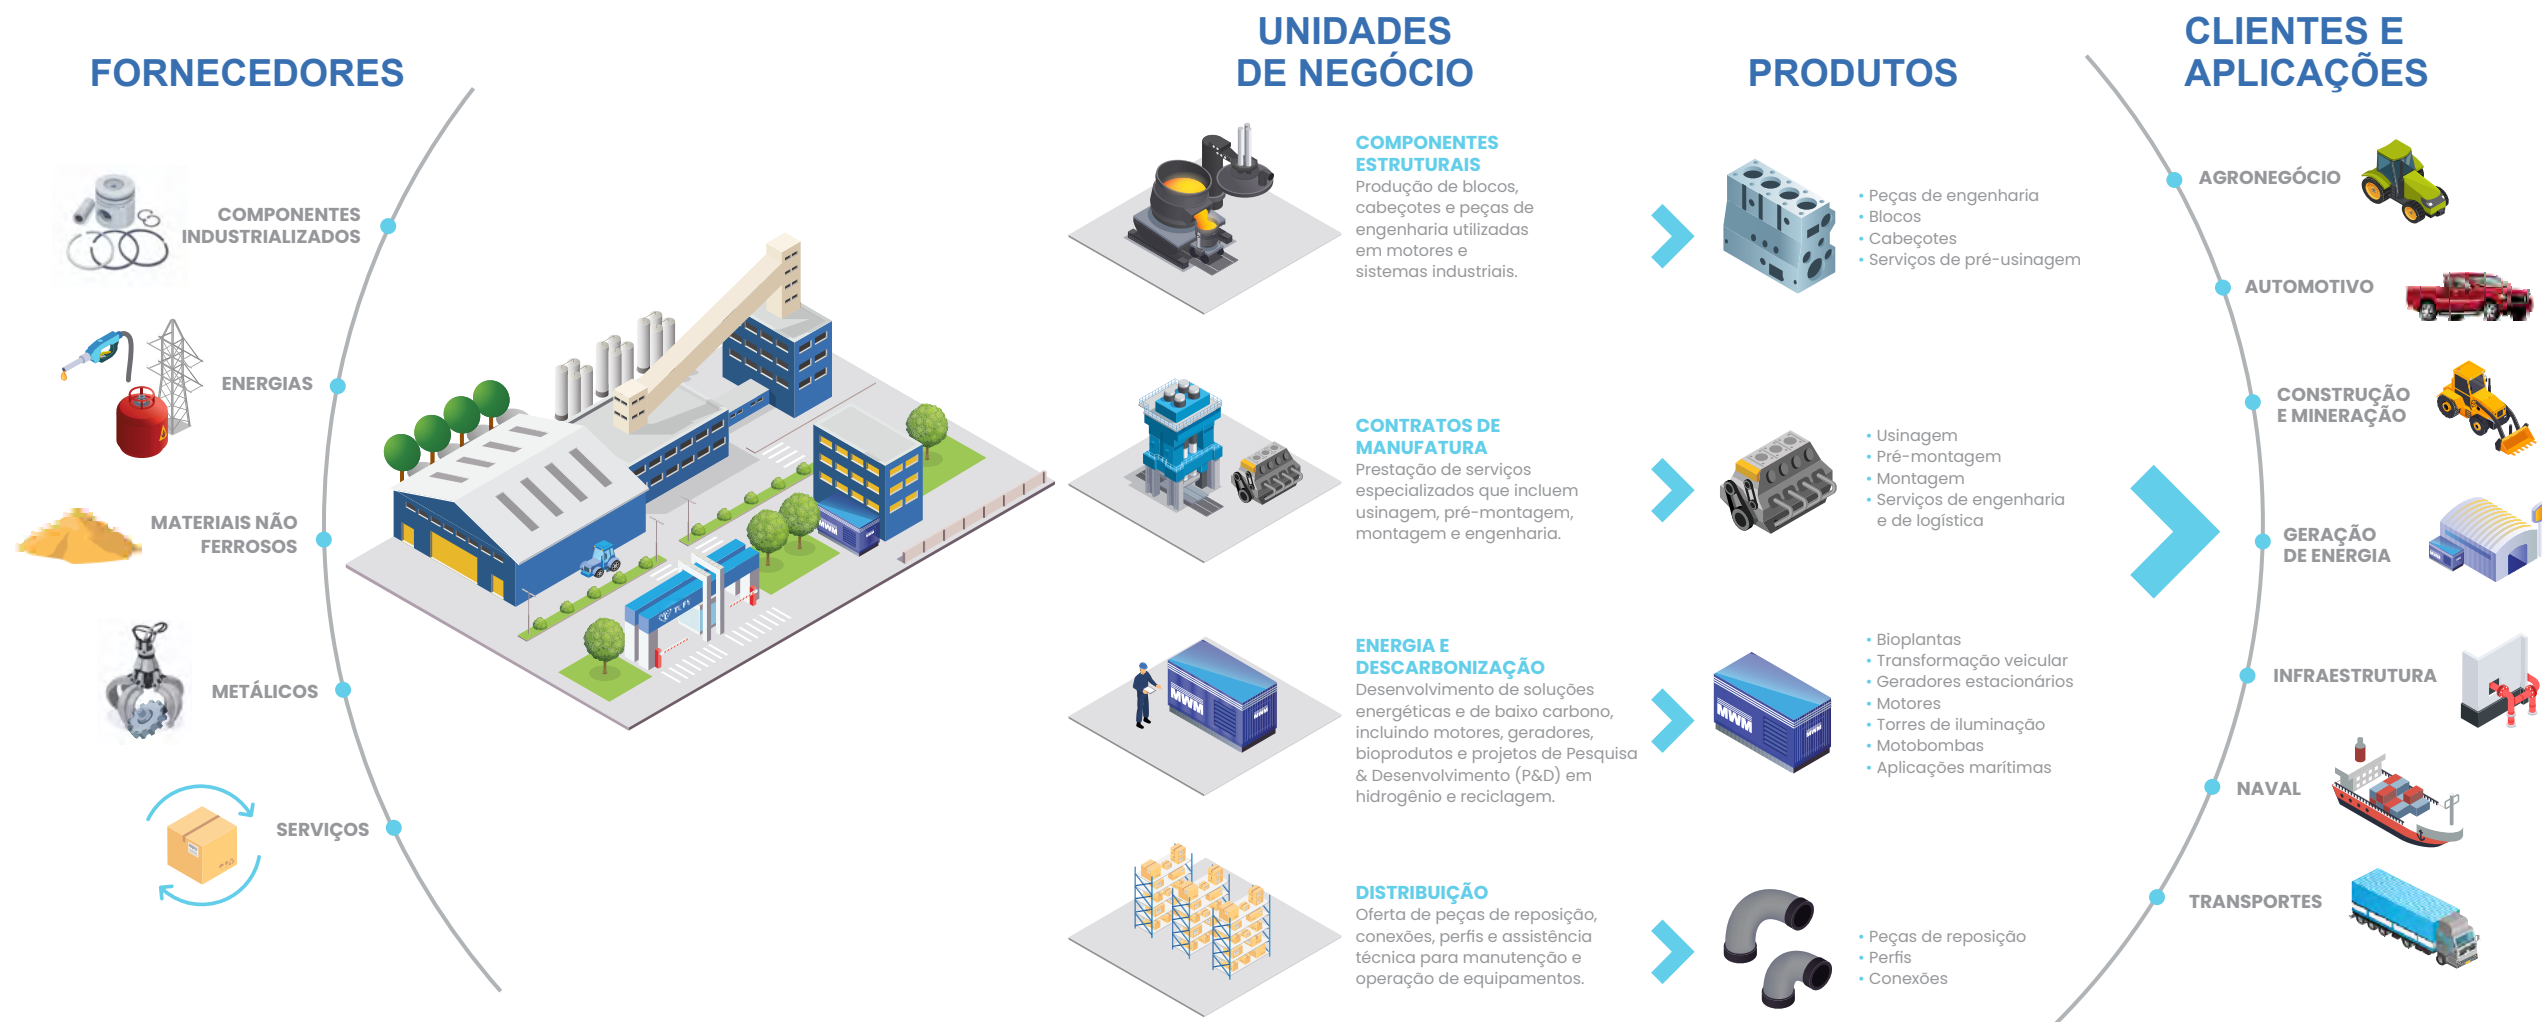 FORNECEDORES
COMPONENTES
INDUSTRIALIZADOS
ENERGIAS
MATERIAIS NÃO
FERROSOS
METÁLICOS
SERVIÇOS
MWM
TUPY
UNIDADES
DE NEGÓCIO
COMPONENTES
ESTRUTURAIS
Produção de blocos,
cabeçotes e peças de
engenharia utilizadas
em motores e
sistemas industriais.
CONTRATOS DE
MANUFATURA
Prestação de serviços
especializados que incluem
usinagem, pré-montagem,
montagem e engenharia.
ENERGIA E
DESCARBONIZAÇÃO
Desenvolvimento de soluções
energéticas e de baixo carbono,
incluindo motores, geradores,
bioprodutos e projetos de Pesquisa
& Desenvolvimento (P&D) em
hidrogênio e reciclagem.
MWM
MWM
DISTRIBUIÇÃO
Oferta de peças de reposição,
conexões, perfis e assistência
técnica para manutenção e
operação de equipamentos.
PRODUTOS
• Peças de engenharia
• Blocos
• Cabeçotes
• Serviços de pré-usinagem
• Usinagem
• Pré-montagem
• Montagem
• Serviços de engenharia
e de logística
MWM
MWM
• Bioplantas
• Transformação veicular
• Geradores estacionários
• Motores
• Torres de iluminação
• Motobombas
• Aplicações marítimas
• Peças de reposição
• Perfis
• Conexões
CLIENTES E
APLICAÇÕES
AGRONEGÓCIO
AUTOMOTIVO
CONSTRUÇÃO
E MINERAÇÃO
GERAÇÃO
DE ENERGIA
INFRAESTRUTURA
NAVAL
TRANSPORTES